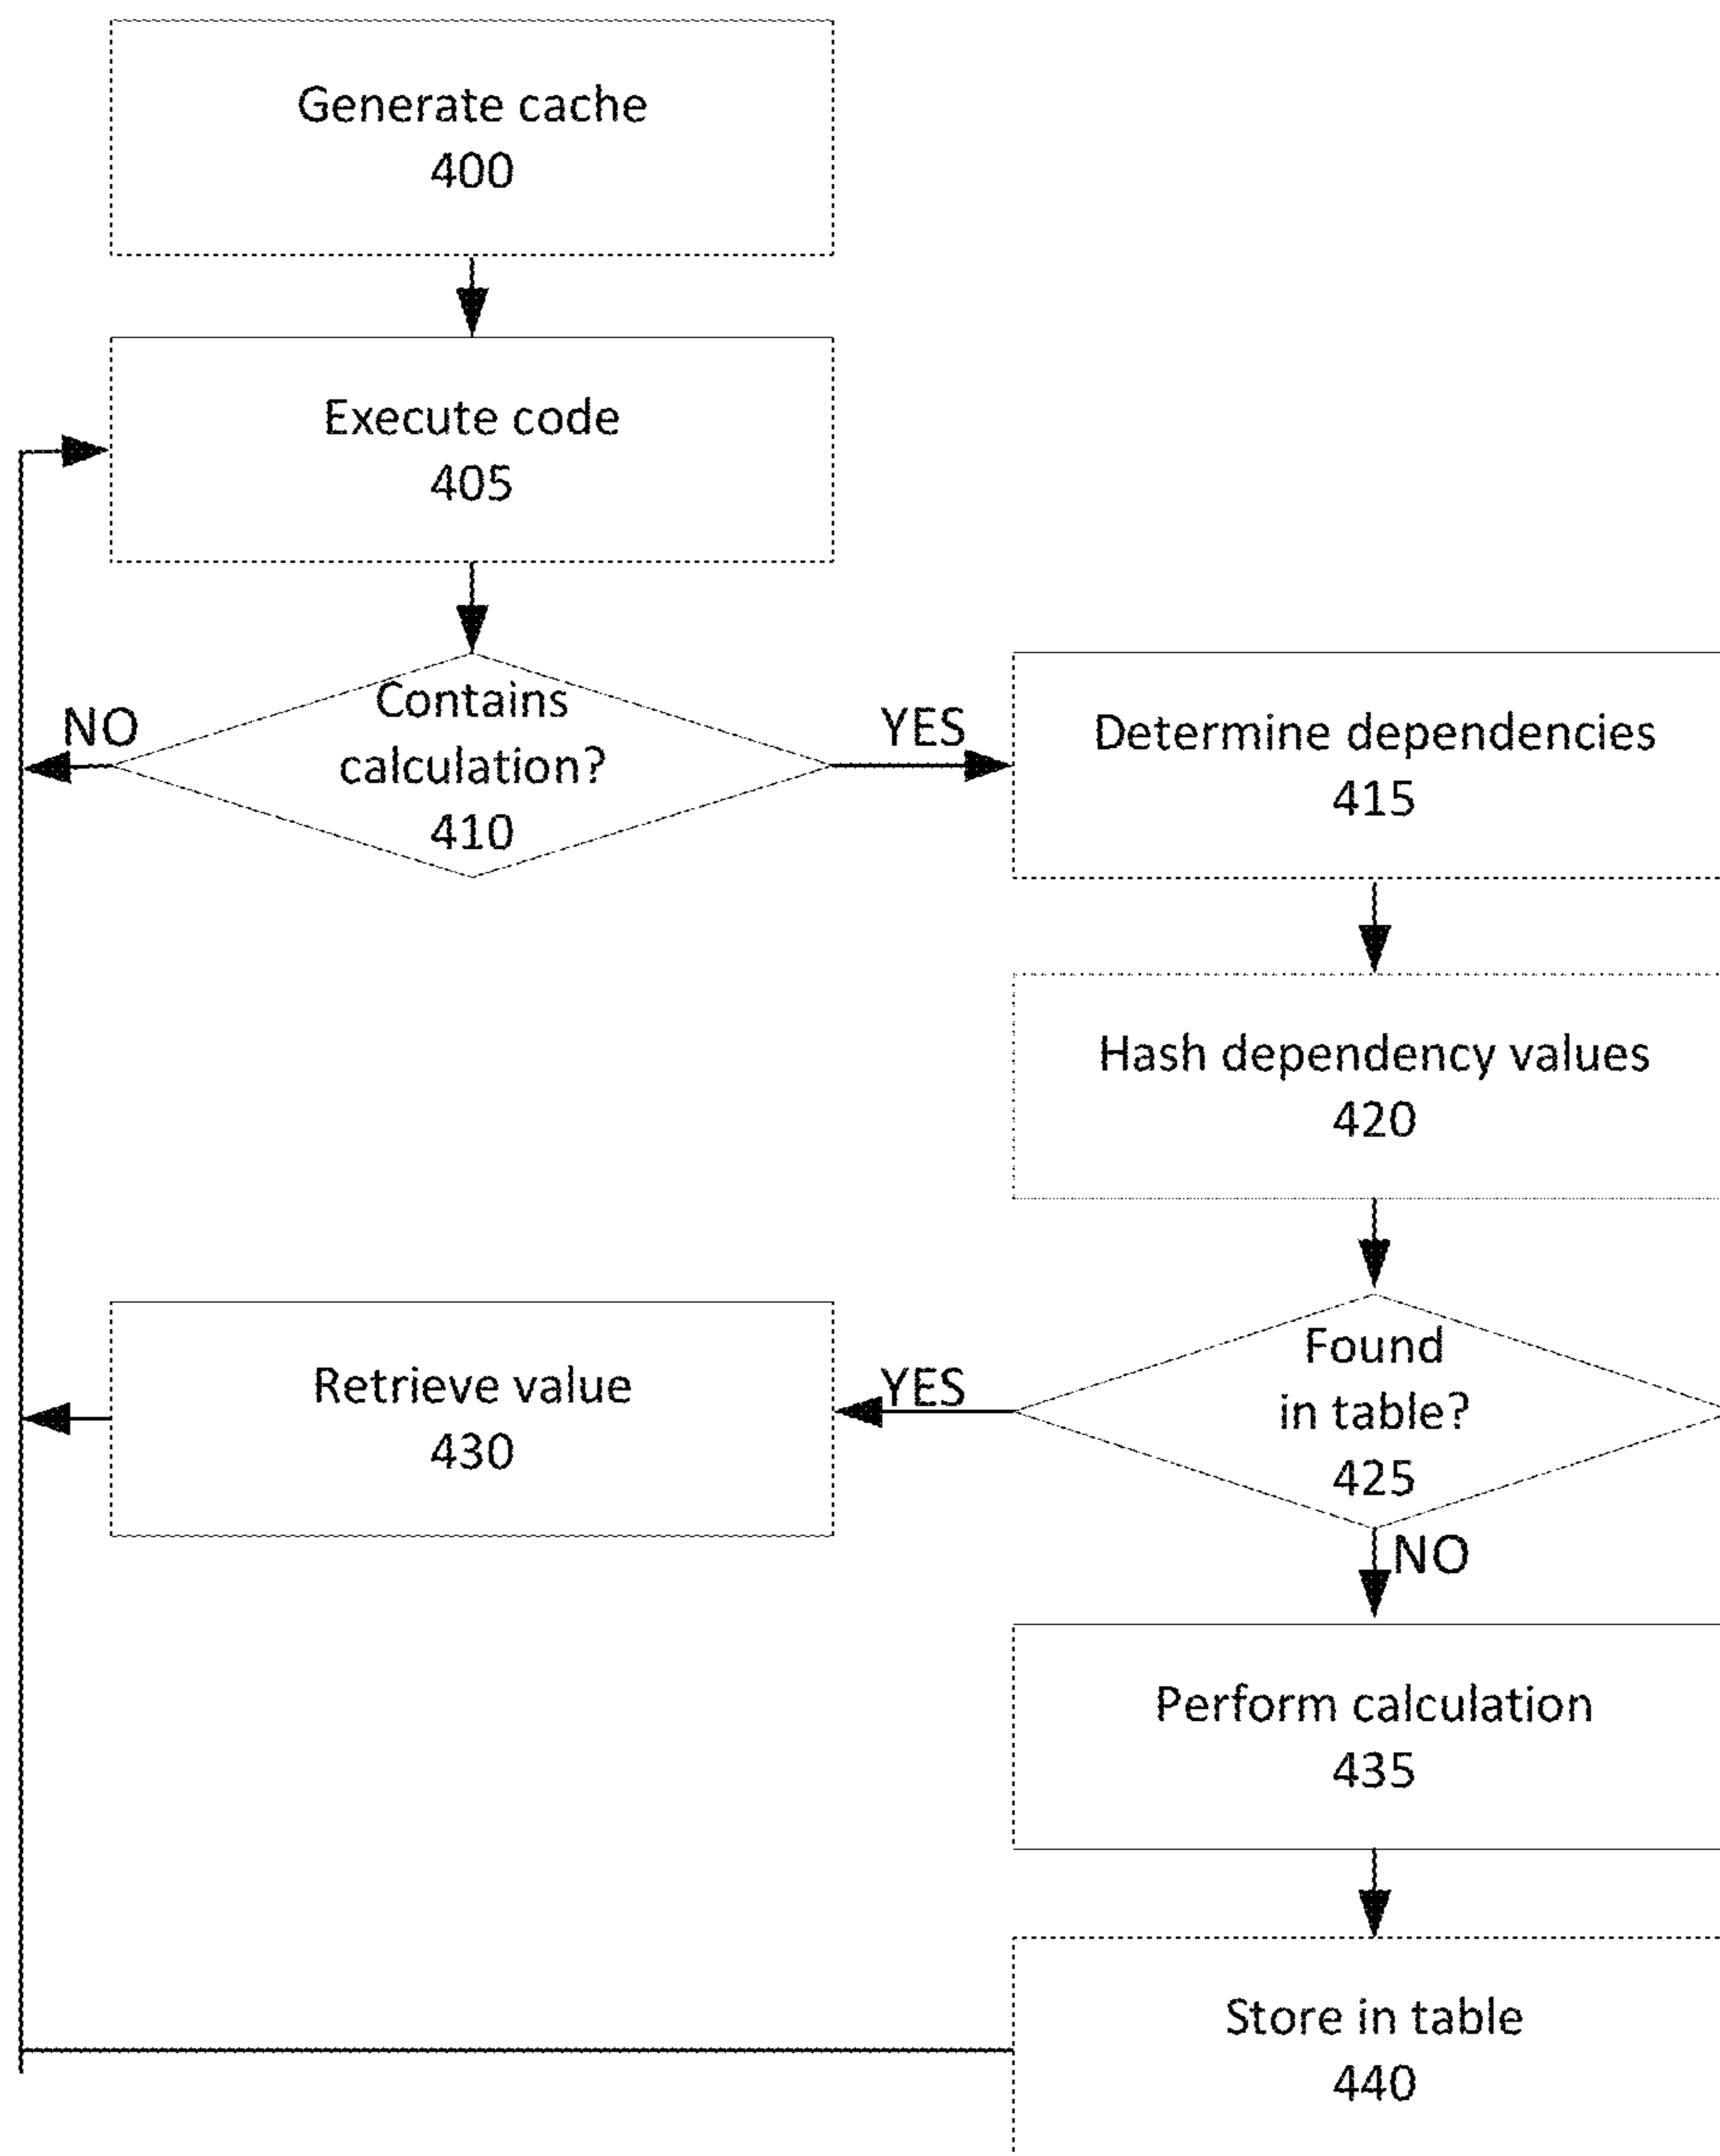 Generate cache
400
Execute code
405
Contains
calculation?
410
NO
YES
Determine dependencies
415
Hash dependency values
420
Found
in table?
425
YES
Retrieve value
430
NO
Perform calculation
435
Store in table
440